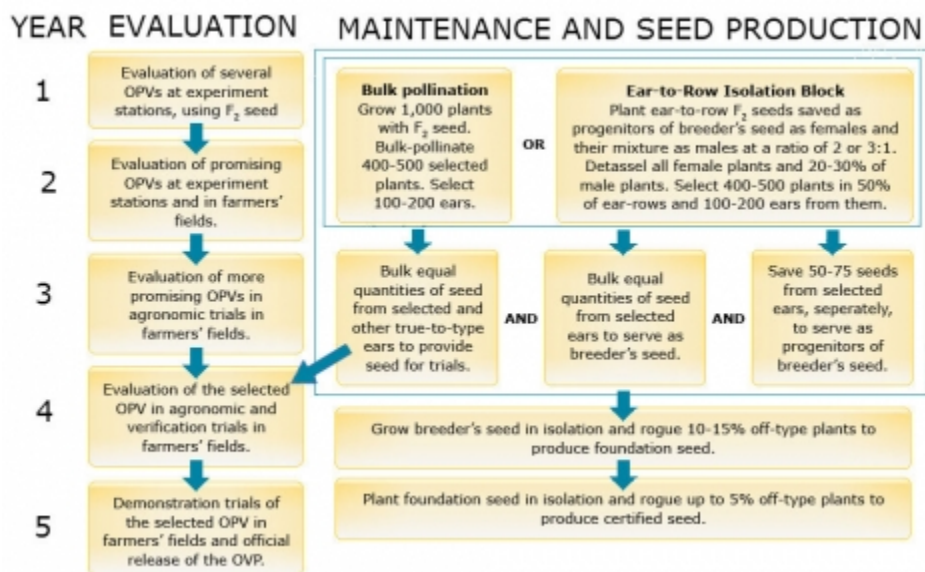 YEAR EVALUATION MAINTENANCE AND SEED PRODUCTION
1
Evaluation of several
OPVs at experiment
stations, using F₂ seed
2
Evaluation of promising
OPVs at experiment
stations and in farmers'
fields.
3
Evaluation of more
promising OPVs in
agronomic trials in
farmers' fields.
4
Evaluation of the selected
OPV in agronomic and
verification trials in
farmers' fields.
5
Demonstration trials of
the selected OPV in
farmers' fields and official
release of the OVP.
Bulk pollination
Grow 1,000 plants
with F₂ seed.
Bulk-pollinate
400-500 selected
plants. Select
100-200 ears.
OR
Ear-to-Row Isolation Block
Plant ear-to-row F₂ seeds saved as
progenitors of breeder's seed as females and
their mixture as males at a ratio of 2 or 3:1.
Detassel all female plants and 20-30% of
male plants. Select 400-500 plants in 50%
of ear-rows and 100-200 ears from them.
Bulk equal
quantities of seed
from selected and
other true-to-type
ears to provide
seed for trials.
AND
Bulk equal
quantities of seed
from selected
ears to serve as
breeder's seed.
AND
Save 50-75 seeds
from selected
ears, seperately,
to serve as
progenitors of
breeder's seed.
Grow breeder's seed in isolation and rogue 10-15% off-type plants to
produce foundation seed.
Plant foundation seed in isolation and rogue up to 5% off-type plants to
produce certified seed.